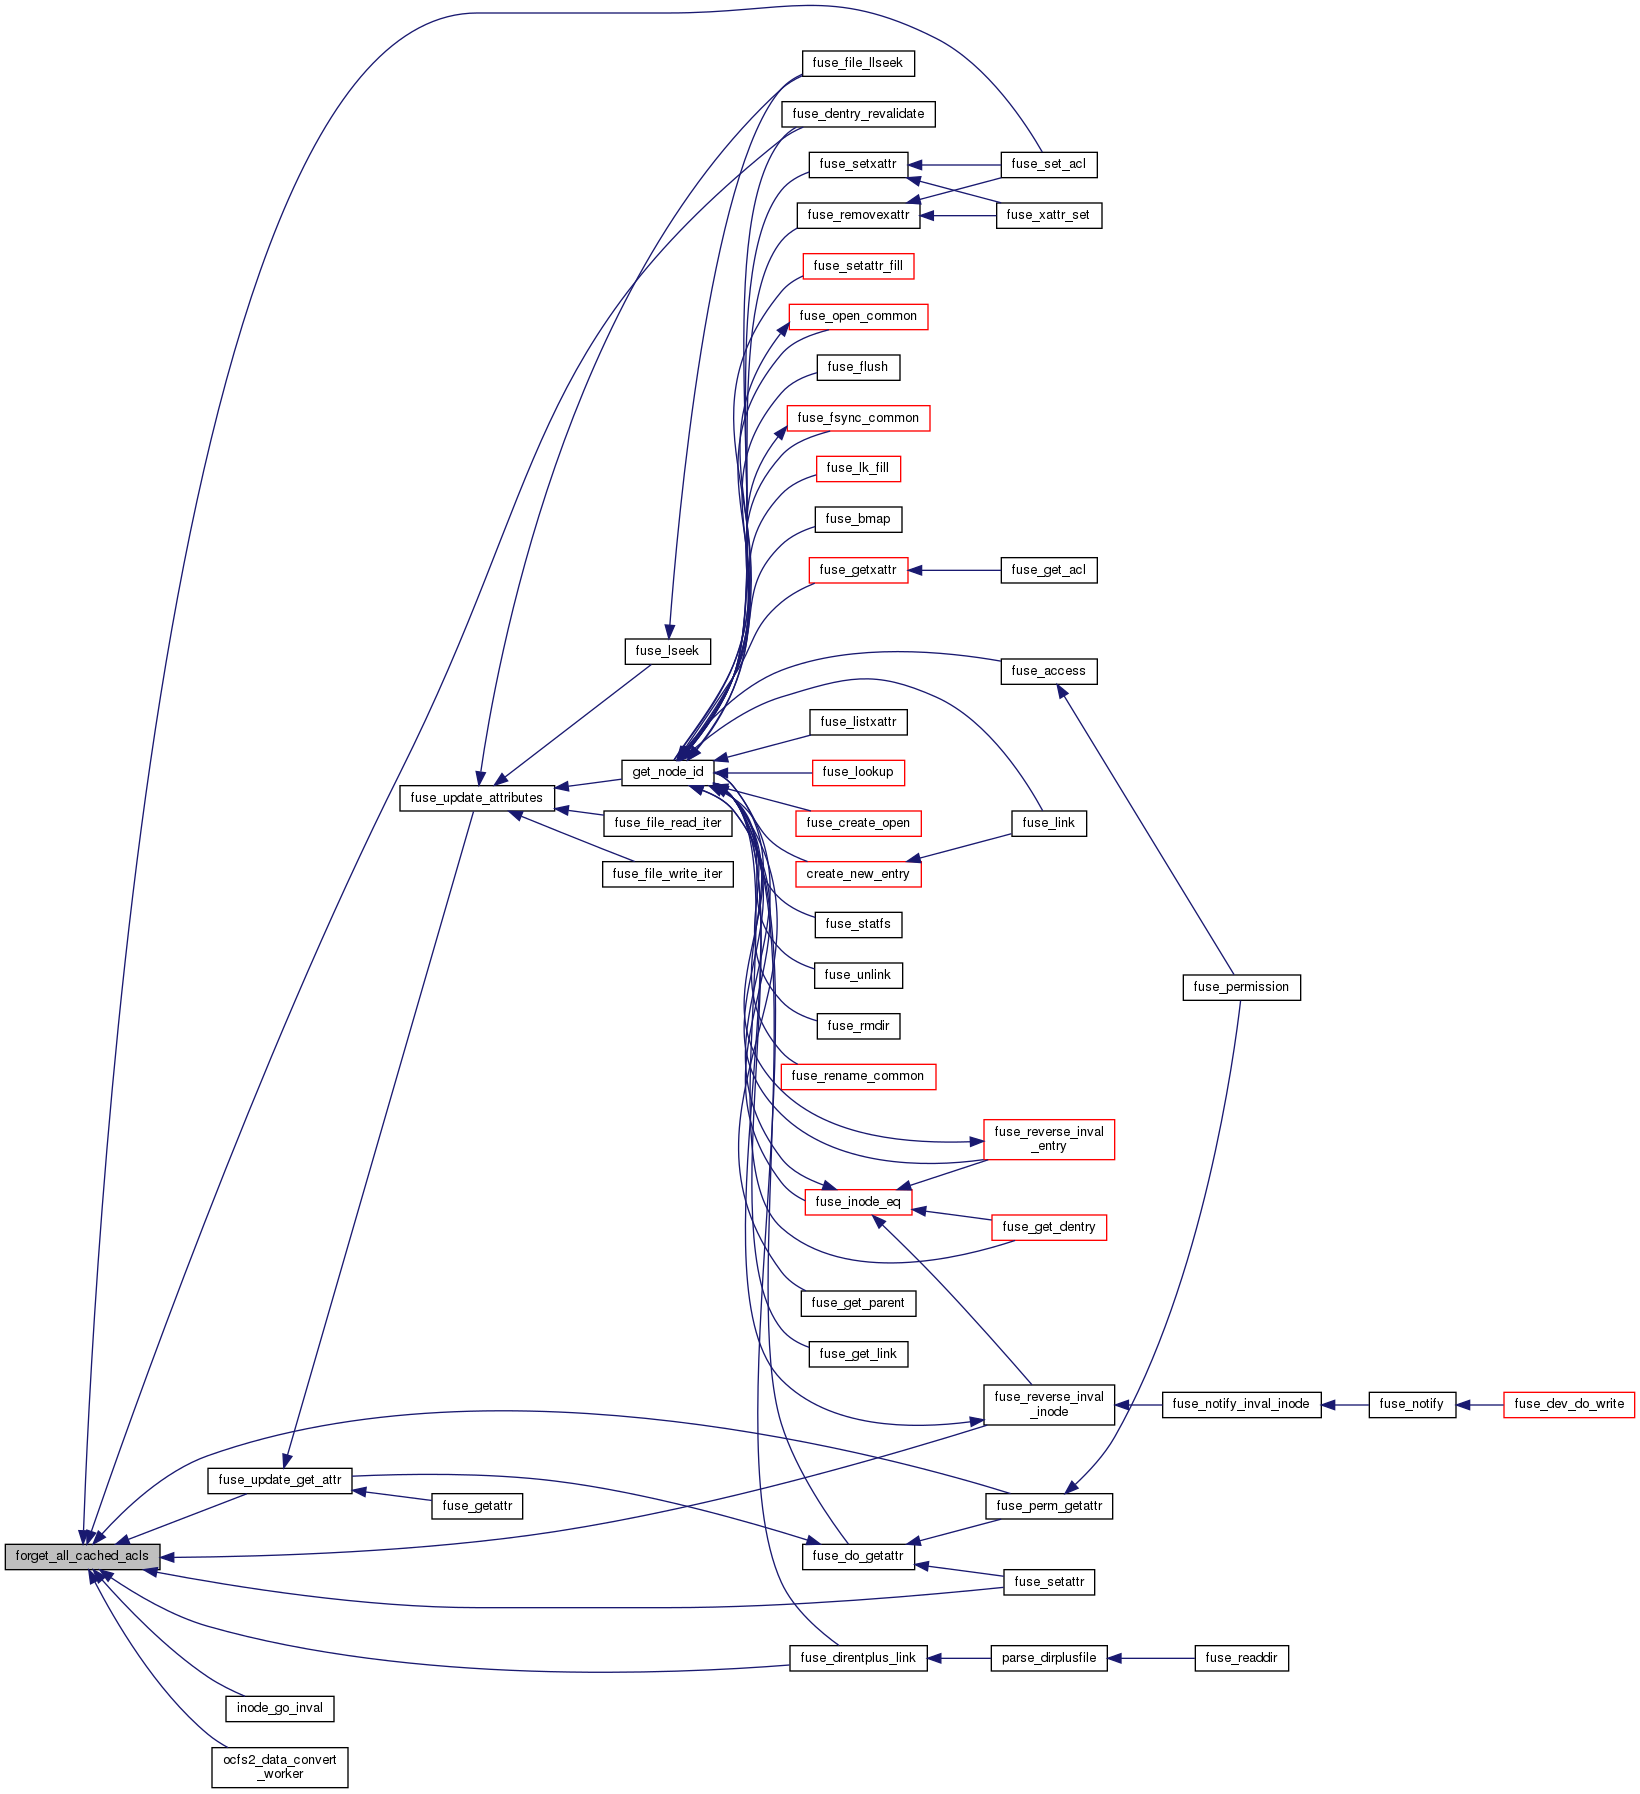 fuse_file_llseek
fuse_dentry_revalidate
fuse_setxattr
fuse_set_acl
fuse_removexattr
fuse_xattr_set
fuse_setattr_fill
fuse_open_common
fuse_flush
fuse_fsync_common
fuse_lk_fill
fuse_bmap
fuse_getxattr
fuse_get_acl
fuse_lseek
fuse_access
fuse_listxattr
get_node_id
fuse_lookup
fuse_update_attributes
fuse_file_read_iter
fuse_create_open
fuse_link
fuse_file_write_iter
create_new_entry
fuse_statfs
fuse_unlink
fuse_permission
fuse_rmdir
fuse_rename_common
fuse_reverse_inval
_entry
fuse_inode_eq
fuse_get_dentry
fuse_get_parent
fuse_get_link
fuse_reverse_inval
_inode
fuse_notify_inval_inode
fuse_notify
fuse_dev_do_write
fuse_update_get_attr
fuse_getattr
fuse_perm_getattr
forget_all_cached_acls
fuse_do_getattr
fuse_setattr
fuse_direntplus_link
parse_dirplusfile
fuse_readdir
inode_go_inval
ocfs2_data_convert
_worker